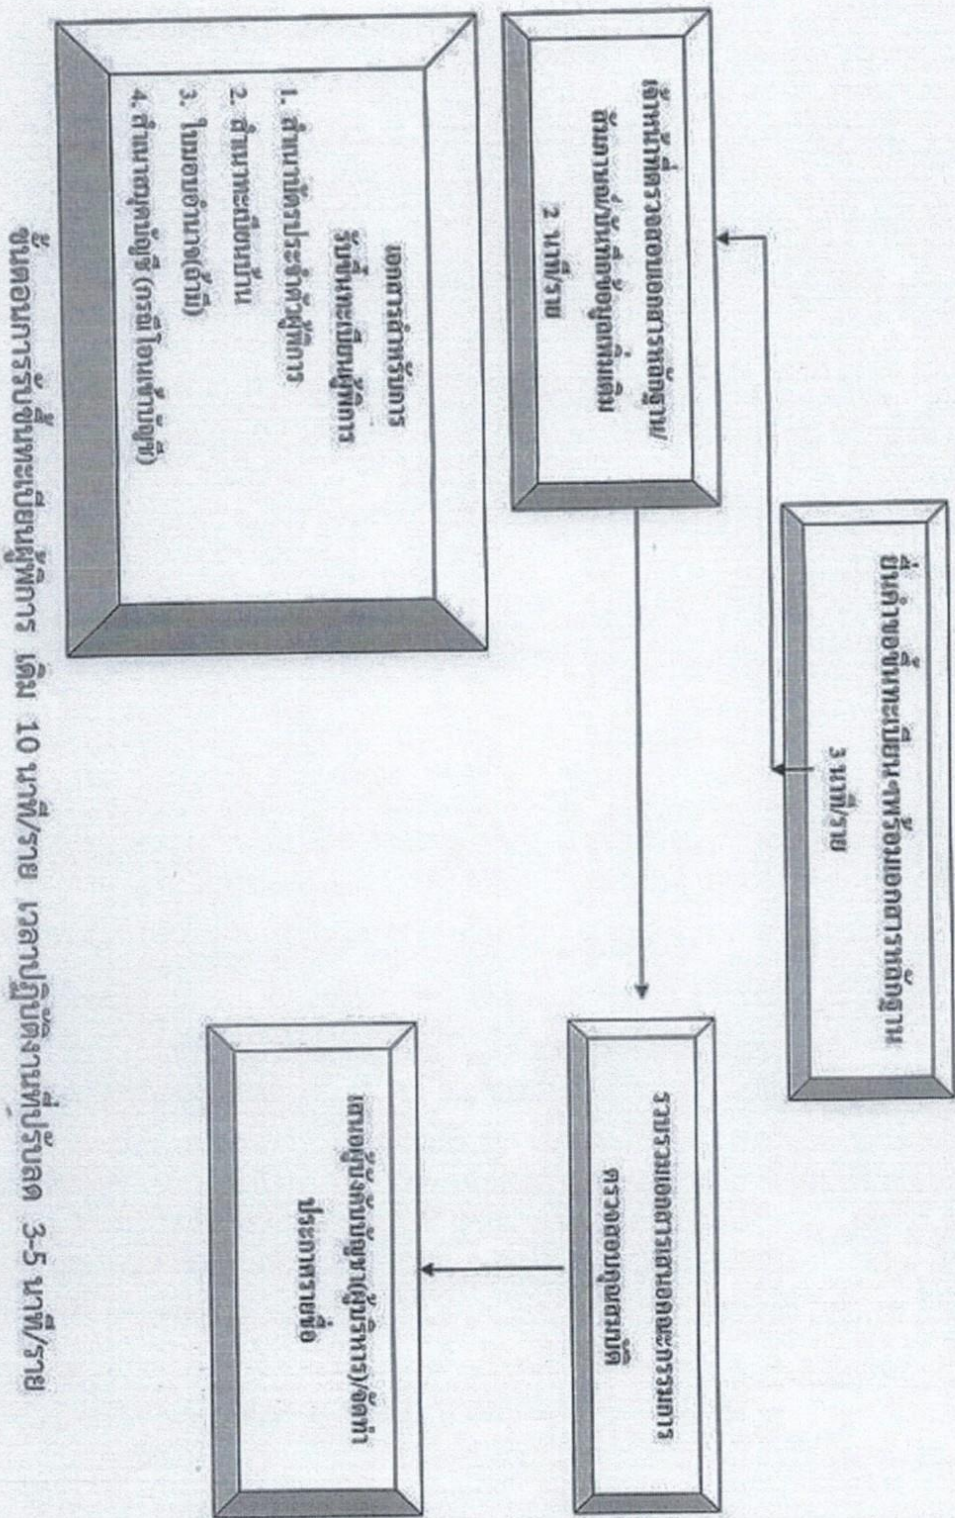 ยื่นคำขอขึ้นทะเบียนฯพร้อมเอกสารหลักฐาน
3 นาที/ราย
เจ้าหน้าที่ตรวจสอบเอกสารหลักฐาน/
สัมภาษณ์/บันทึกข้อมูลเพิ่มเติม
2 นาที/ราย
รวบรวมเอกสารเสนอคณะกรรมการ
ตรวจสอบคุณสมบัติ
เสนอผู้บังคับบัญชา(ผู้บริหาร)/จัดทำ
ประกาศรายชื่อ
เอกสารสำหรับการ
รับขึ้นทะเบียนผู้พิการ
1. สำเนาบัตรประจำตัวผู้พิการ
2. สำเนาทะเบียนบ้าน
3. ใบมอบอำนาจ(ถ้ามี)
4. สำเนาสมุดบัญชี (กรณีโอนเข้าบัญชี)
ขั้นตอนการรับขึ้นทะเบียนผู้พิการ เดิม 10 นาที/ราย เวลาปฏิบัติงานที่ปรับลด 3-5 นาที/ราย